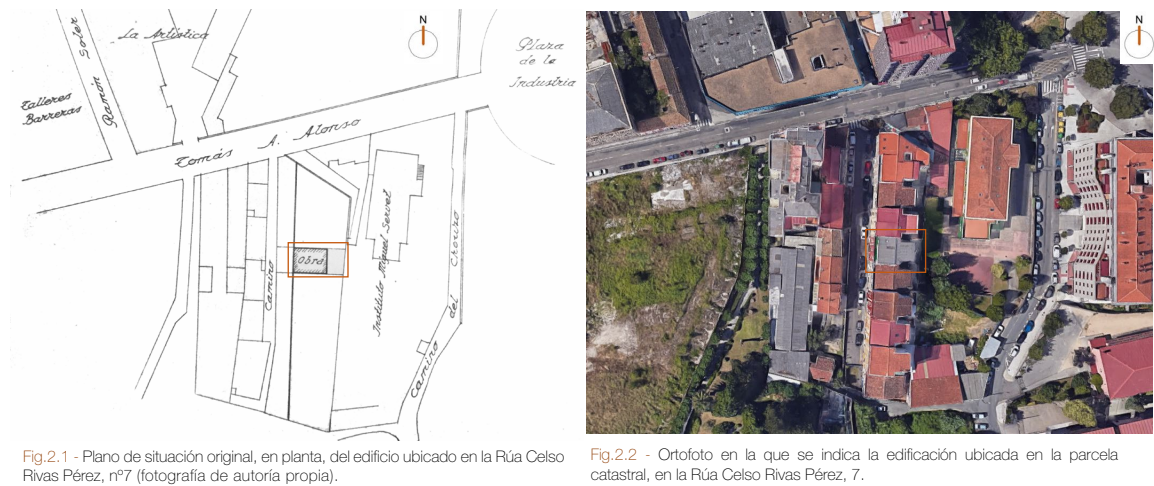 N
La Artística
Ramón Soler
Talleres
Barreras
Plaza
de la
Industria
Tomás A. Alonso
Obra
camino
Instituto Miguel Servet
Camino del Chorizo
Fig.2.1 - Plano de situación original, en planta, del edificio ubicado en la Rúa Celso
Rivas Pérez, nº7 (fotografía de autoría propia).
N
Fig.2.2 - Ortofoto en la que se indica la edificación ubicada en la parcela
catastral, en la Rúa Celso Rivas Pérez, 7.